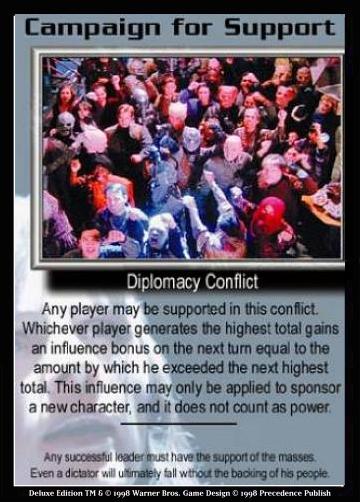 Campaign for Support
Diplomacy Conflict
Any player may be supported in this conflict.
Whichever player generates the highest total gains
an influence bonus on the next turn equal to the
amount by which he exceeded the next highest
total. This influence may only be applied to sponsor
a new character, and it does not count as power.
Any successful leader must have the support of the masses.
Even a dictator will ultimately fall without the backing of his people.
Deluxe Edition TM & © 1998 Warner Bros. Game Design © 1998 Precedence Publish